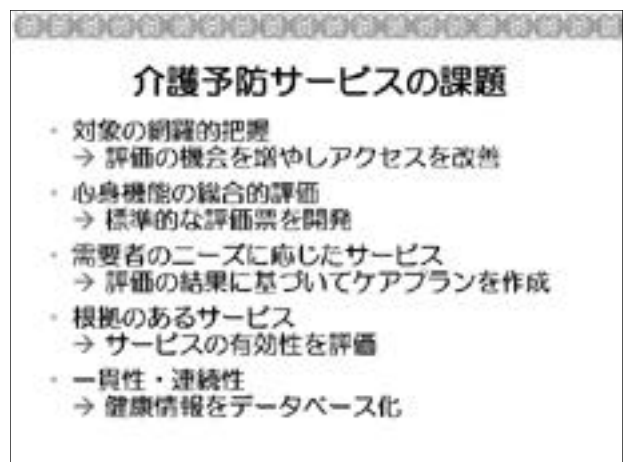 介護予防サービスの課題
・ 対象の網羅的把握
→ 評価の機会を増やしアクセスを改善
・ 心身機能の総合的評価
→ 標準的な評価票を開発
・ 需要者のニーズに応じたサービス
→ 評価の結果に基づいてケアプランを作成
・ 根拠のあるサービス
→ サービスの有効性を評価
・ 一貫性・連続性
→ 健康情報をデータベース化